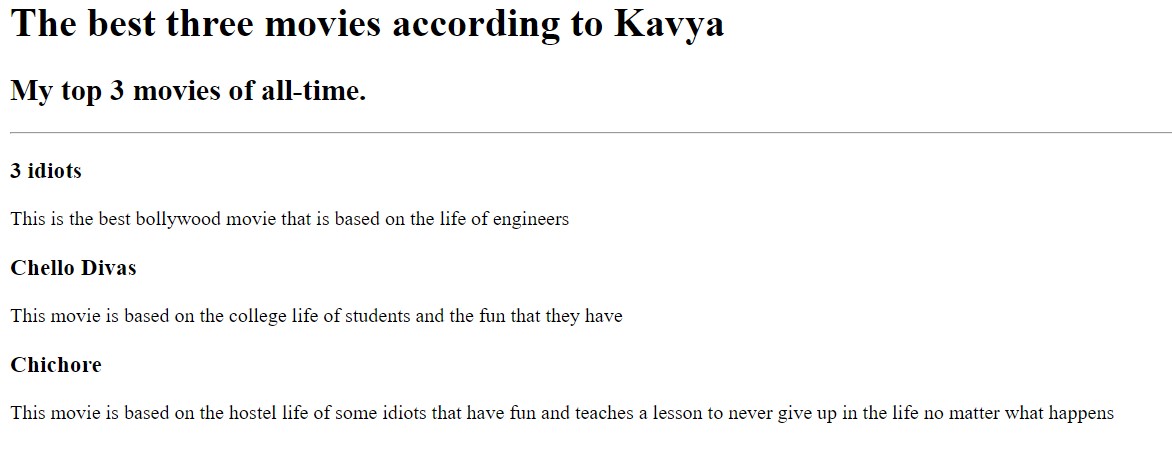 The best three movies according to Kavya
My top 3 movies of all-time.
3 idiots
This is the best bollywood movie that is based on the life of engineers
Chello Divas
This movie is based on the college life of students and the fun that they have
Chichore
This movie is based on the hostel life of some idiots that have fun and teaches a lesson to never give up in the life no matter what happens